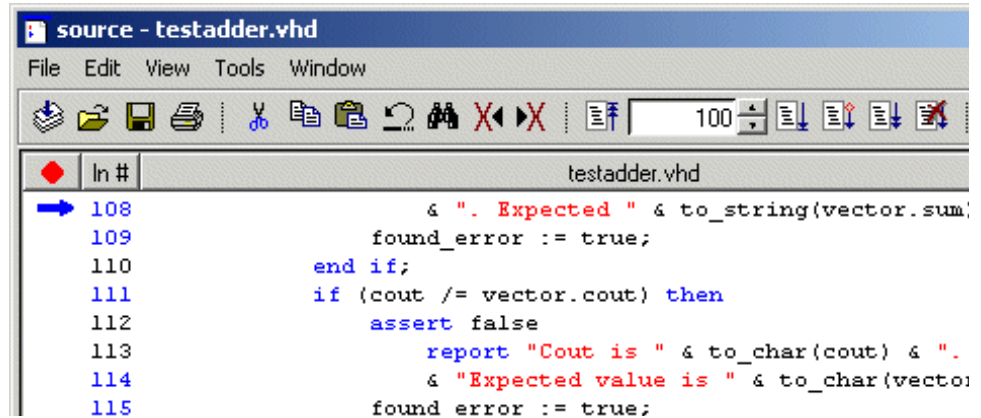 source - testadder.vhd
File Edit View Tools Window
100
ln # testadder.vhd
108 & ". Expected " & to_string(vector.sum)
109 found_error := true;
110 end if;
111 if (cout /= vector.cout) then
112 assert false
113 report "Cout is " & to_char(cout) & ".
114 & "Expected value is " & to_char(vector
115 found_error := true;